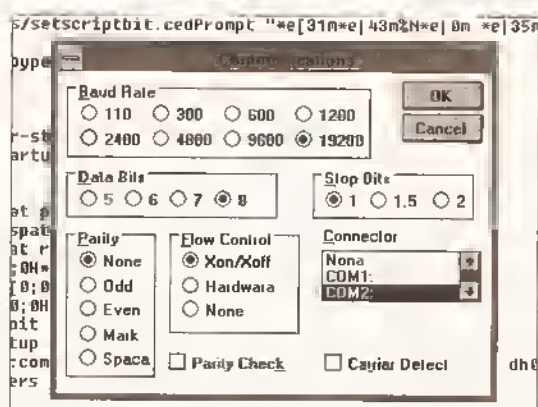 s/setscriptbit.cedPrompt "*e[31m*e[43m%N*e[0m *e[35m
Communications
Baud Rate
110 300 600 1200
2400 4800 9600 19200
OK
Cancel
Data Bits
5 6 7 8
Stop Bits
1 1.5 2
Parity
None
Odd
Even
Mark
Space
Flow Control
Xon/Xoff
Hardware
None
Connector
None
COM1:
COM2:
Parity Check
Carrier Detect